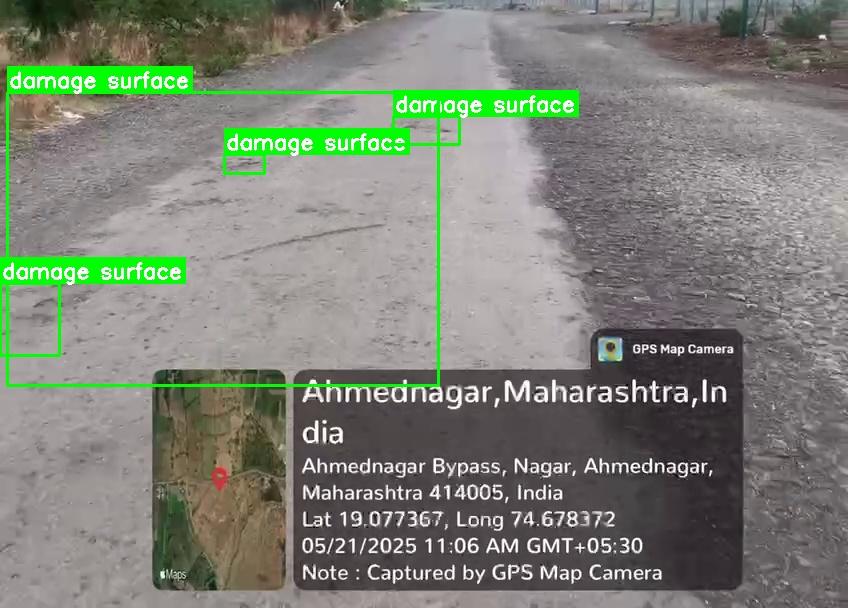 damage surface
damage surface
damage surface
damage surface
GPS Map Camera
Ahmednagar,Maharashtra,In
dia
Ahmednagar Bypass, Nagar, Ahmednagar,
Maharashtra 414005, India
Lat 19.077367, Long 74.678372
05/21/2025 11:06 AM GMT+05:30
Note : Captured by GPS Map Camera
Maps